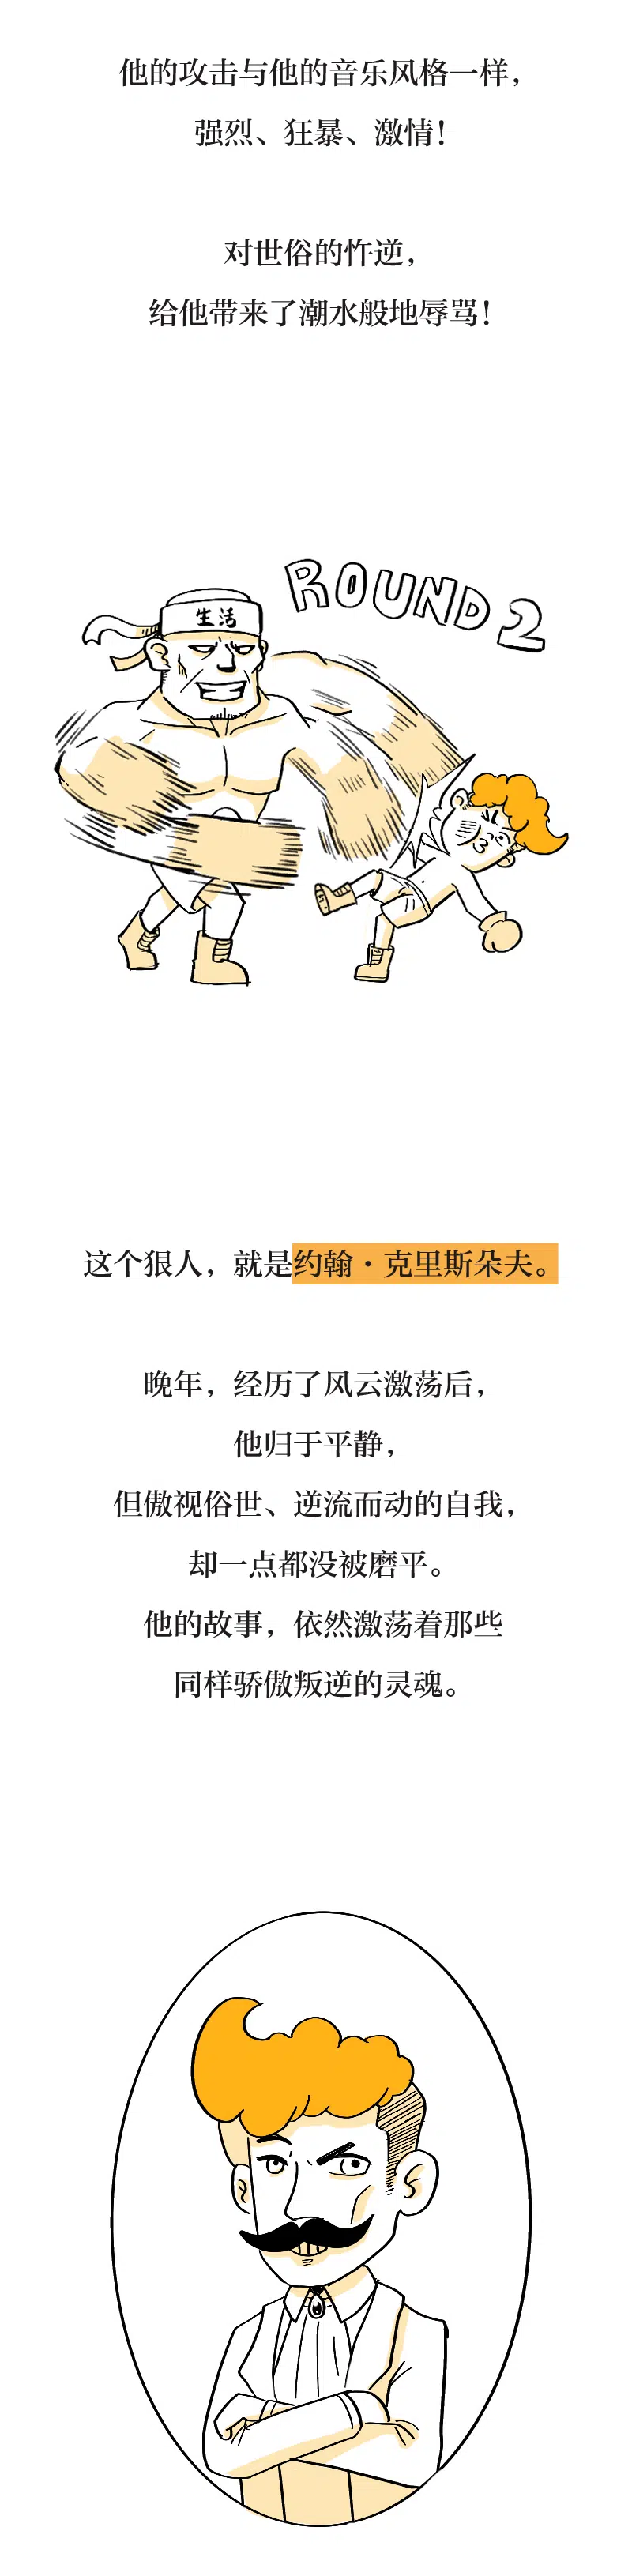 他的攻击与他的音乐风格一样，
强烈、狂暴、激情！
对世俗的忤逆，
给他带来了潮水般地辱骂！
ROUND 2
生活
这个狠人，就是约翰·克里斯朵夫。
晚年，经历了风云激荡后，
他归于平静，
但傲视俗世、逆流而动的自我，
却一点都没被磨平。
他的故事，依然激荡着那些
同样骄傲叛逆的灵魂。